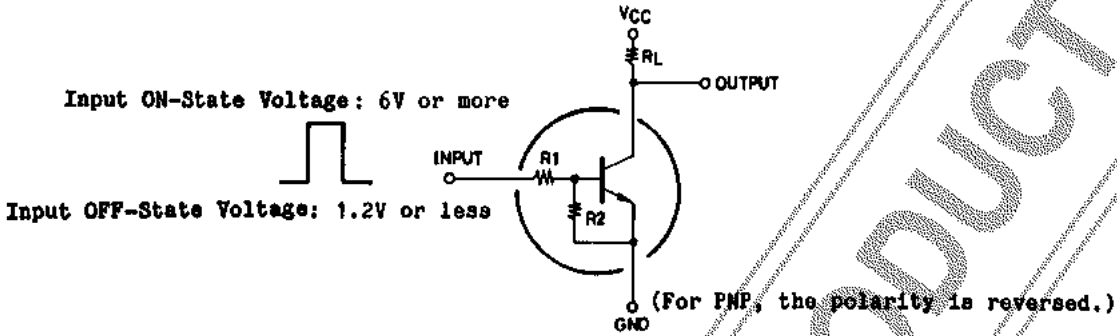 VCC
RL
OUTPUT
Input ON-State Voltage: 6V or more
INPUT
R1
Input OFF-State Voltage: 1.2V or less
R2
(For PNP, the polarity is reversed.)
GND
PRODUCT